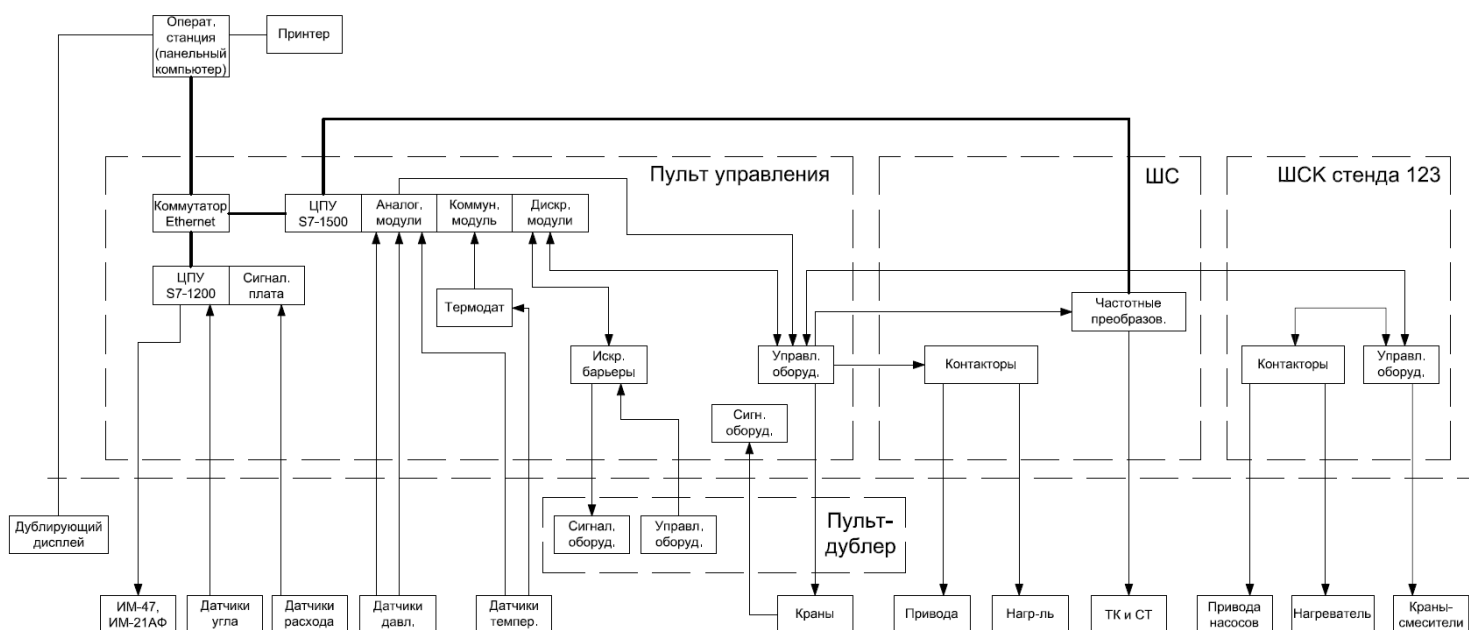 Операт.
станция
(панельный
компьютер)
Принтер
Пульт управления
ШС
ШСК стенда 123
Коммутатор
Ethernet
ЦПУ
S7-1500
Аналог.
модули
Коммун.
модуль
Дискр.
модули
ЦПУ
S7-1200
Сигнал.
плата
Термодат
Частотные
преобразов.
Искр.
барьеры
Управл.
оборуд.
Контакторы
Контакторы
Управл.
оборуд.
Сигн.
оборуд.
Дублирующий
дисплей
Сигнал.
оборуд.
Управл.
оборуд.
Пульт-
дублер
ИМ-47,
ИМ-21АФ
Датчики
угла
Датчики
расхода
Датчики
давл.
Датчики
темпер.
Краны
Привода
Нагр-ль
ТК и СТ
Привода
насосов
Нагреватель
Краны-
смесители